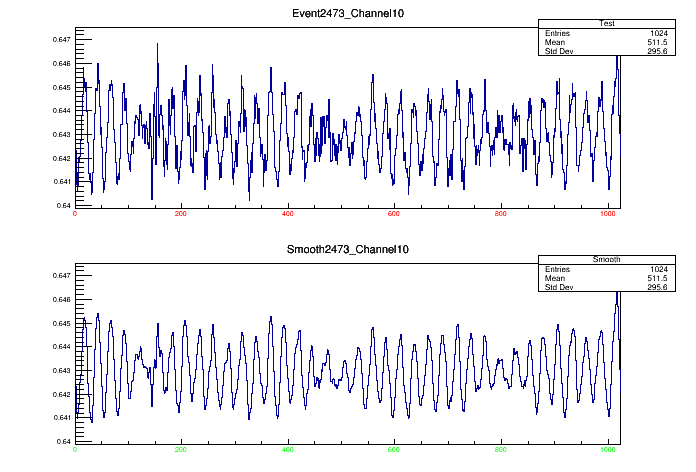 Event2473_Channel10
Test
Entries 1024
Mean 511.5
Std Dev 295.6
0.647
0.646
0.645
0.644
0.643
0.642
0.641
0.64
0 200 400 600 800 1000
Smooth2473_Channel10
Smooth
Entries 1024
Mean 511.5
Std Dev 295.6
0.647
0.646
0.645
0.644
0.643
0.642
0.641
0.64
0 200 400 600 800 1000